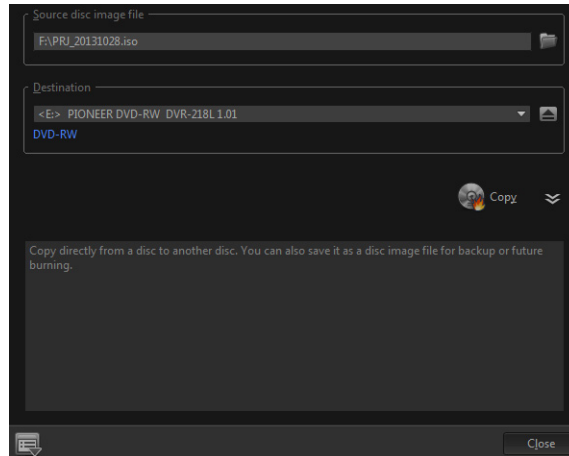 Source disc image file
F:\PRJ_20131028.iso
Destination
<E:> PIONEER DVD-RW DVR-218L 1.01
DVD-RW
Copy
Copy directly from a disc to another disc. You can also save it as a disc image file for backup or future
burning.
Close